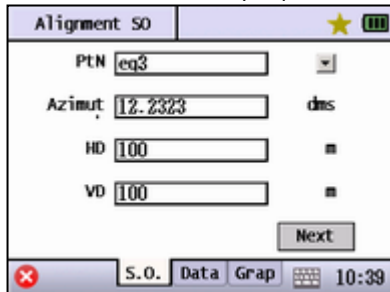 Alignment SO
PtN eq3
Azimut 12.2323 dms
HD 100 m
VD 100 m
Next
S.O. Data Grap 10:39